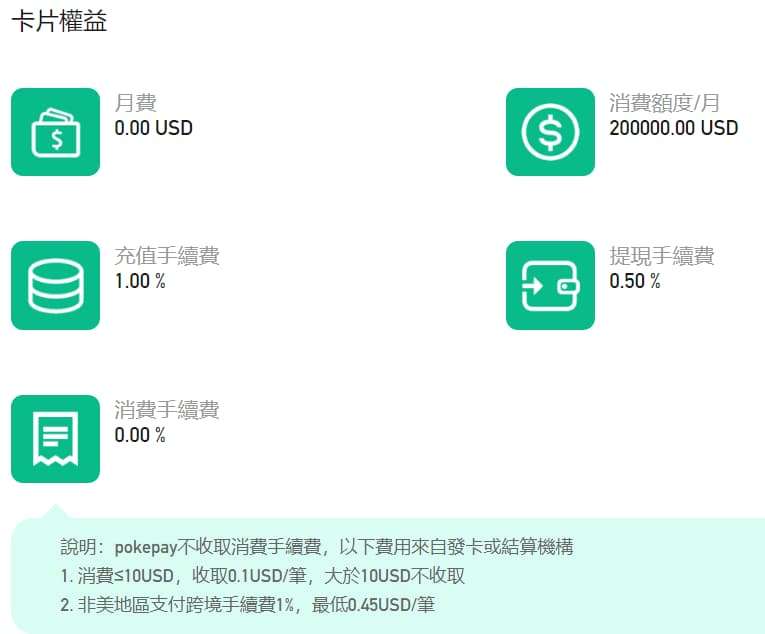 卡片權益
月費
0.00 USD
消費額度/月
200000.00 USD
充值手續費
1.00 %
提現手續費
0.50 %
消費手續費
0.00 %
說明：pokepay不收取消費手續費，以下費用來自發卡或結算機構
1. 消費≤10USD，收取0.1USD/筆，大於10USD不收取
2. 非美地區支付跨境手續費1%，最低0.45USD/筆